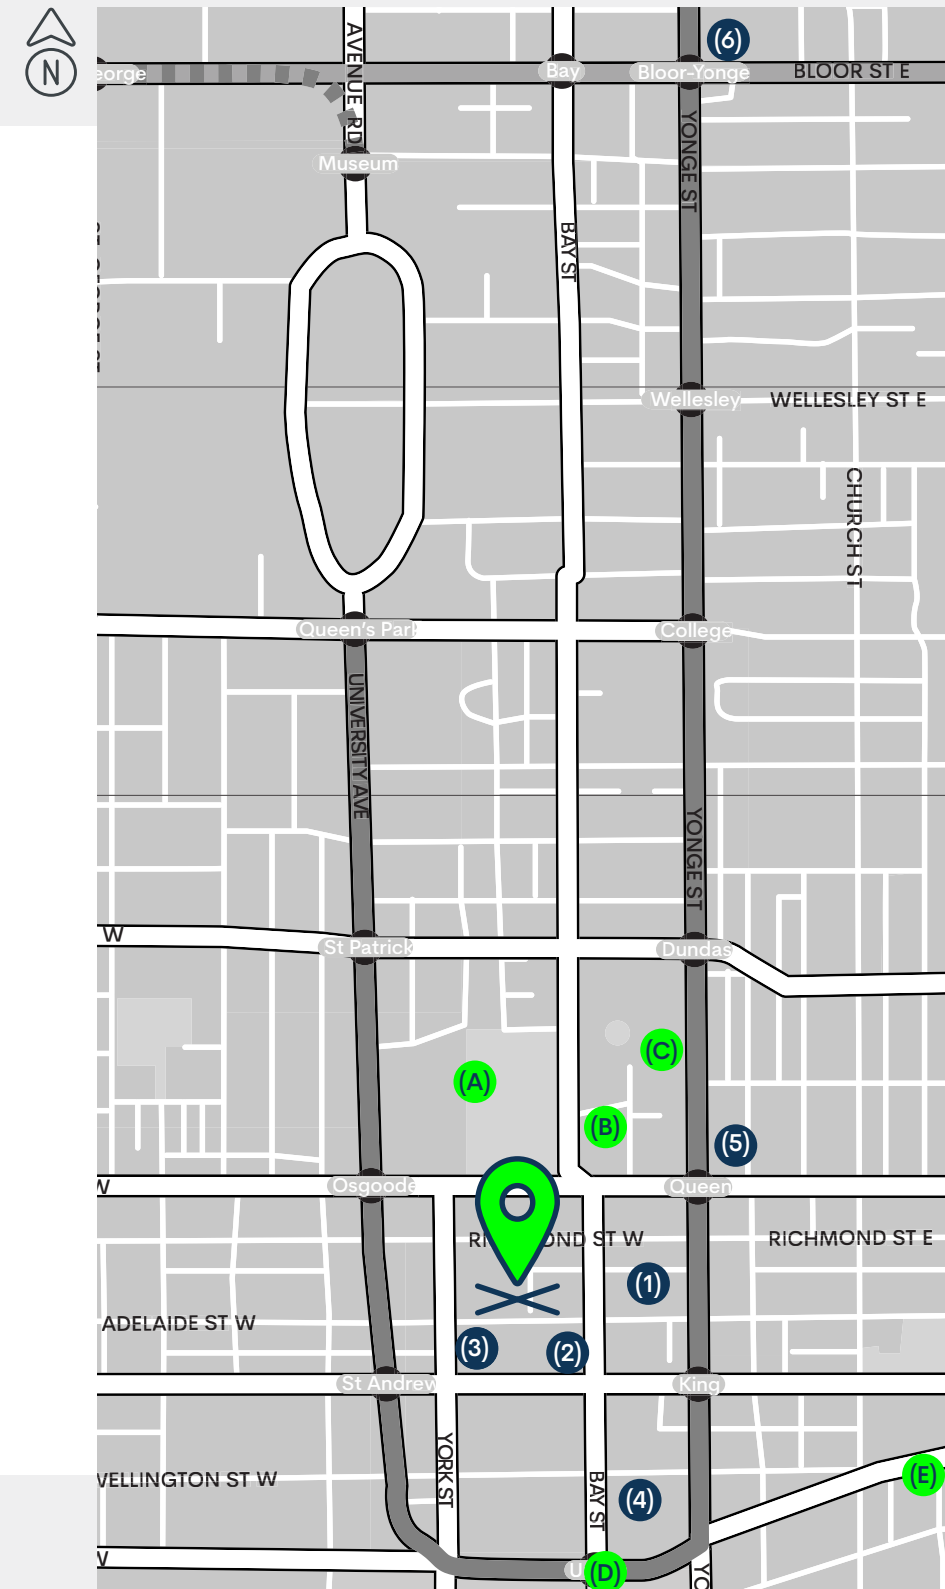 N
(6)
AVENUE RD
eorge
Bay
Bloor-Yonge
BLOOR ST E
YONGE ST
Museum
BAY ST
Wellesley
WELLESLEY ST E
CHURCH ST
Queen's Park
College
UNIVERSITY AVE
YONGE ST
W
St Patrick
Dundas
(C)
(A)
(B)
(5)
W
Osgoode
Queen
RICHMOND ST E
ST W
(1)
ADELAIDE ST W
(3)
(2)
St Andrew
King
YORK ST
WELLINGTON ST W
BAY ST
(E)
(4)
W
U
(D)
YO